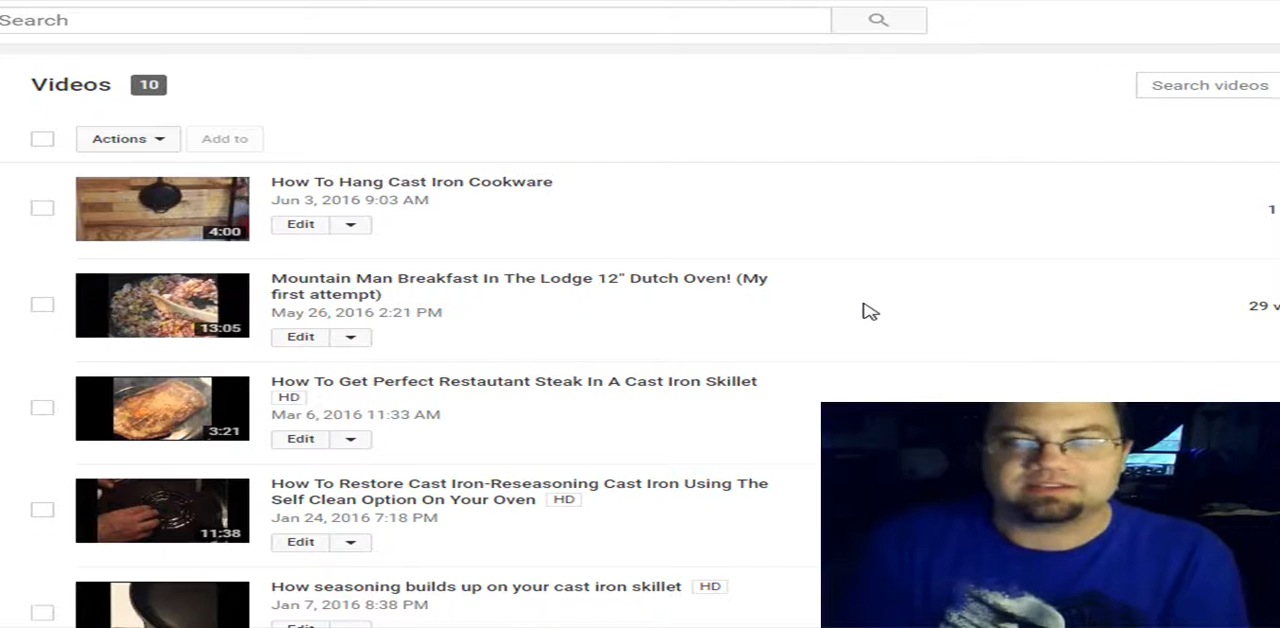 Search
Videos 10
Search videos
Actions Add to
How To Hang Cast Iron Cookware
Jun 3, 2016 9:03 AM
4:00
Edit
1
Mountain Man Breakfast In The Lodge 12" Dutch Oven! (My
first attempt)
May 26, 2016 2:21 PM
13:05
Edit
29 v
How To Get Perfect Restautant Steak In A Cast Iron Skillet
HD
Mar 6, 2016 11:33 AM
3:21
Edit
How To Restore Cast Iron-Reseasoning Cast Iron Using The
Self Clean Option On Your Oven HD
Jan 24, 2016 7:18 PM
11:38
Edit
How seasoning builds up on your cast iron skillet HD
Jan 7, 2016 8:38 PM